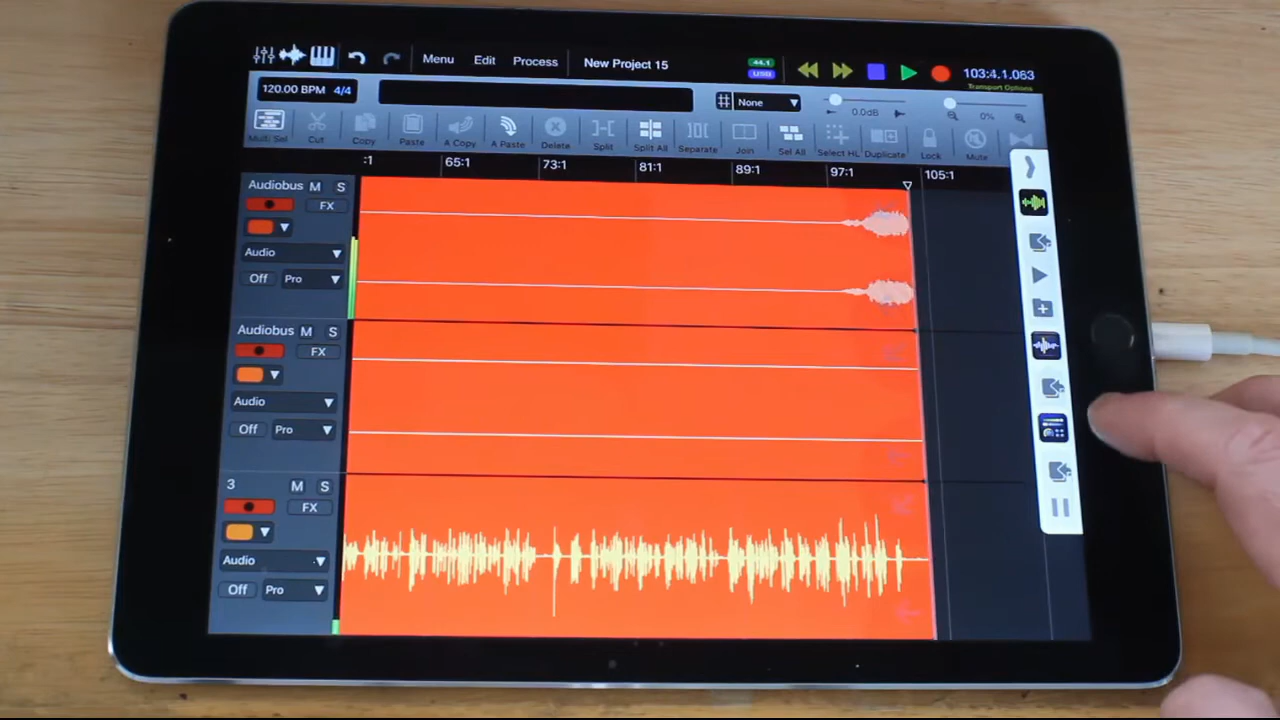 Menu Edit Process New Project 15 44.1 USB 103:4.1.063
Transport Options
120.00 BPM 4/4 None 0.0dB 0%
Multi Sel Cut Copy Paste A Copy A Paste Delete Split Split All Separate Join Sel All Select HL Duplicate Lock Mute
:1 65:1 73:1 81:1 89:1 97:1 105:1
Audiobus M S
FX
Audio
Off Pro
Audiobus M S
FX
Audio
Off Pro
3 M S
FX
Audio
Off Pro